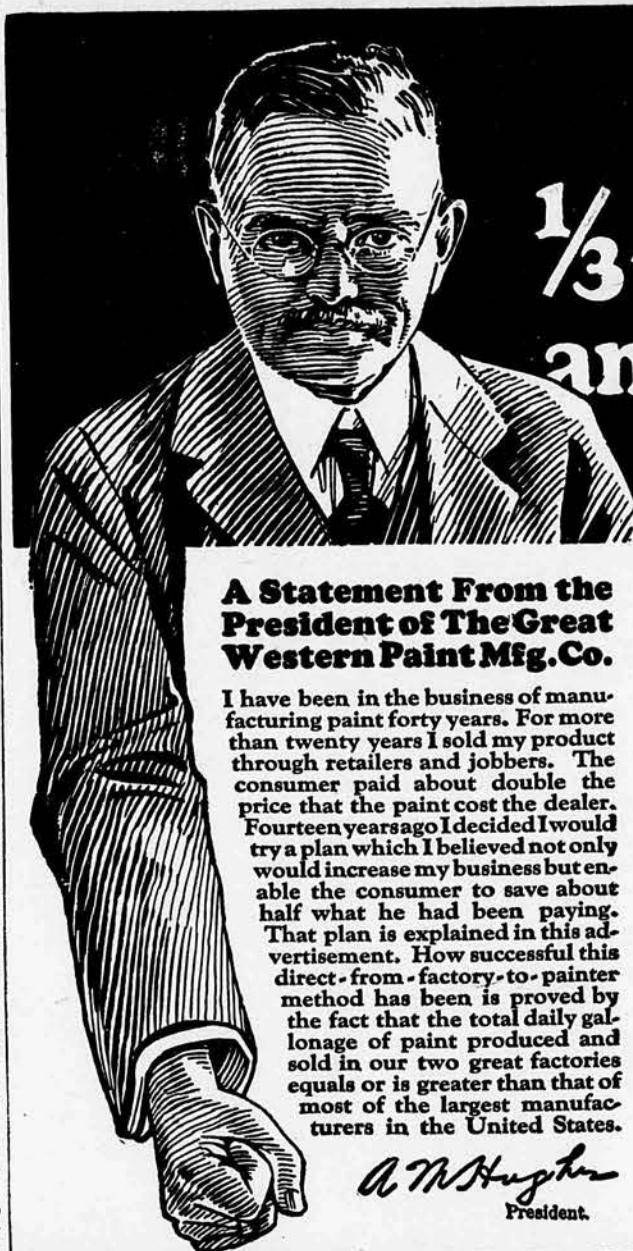 1/3
an
A Statement From the
President of The Great
Western Paint Mfg. Co.
I have been in the business of manu-
facturing paint forty years. For more
than twenty years I sold my product
through retailers and jobbers. The
consumer paid about double the
price that the paint cost the dealer.
Fourteen years ago I decided I would
try a plan which I believed not only
would increase my business but en-
able the consumer to save about
half what he had been paying.
That plan is explained in this ad-
vertisement. How successful this
direct-from-factory-to-painter
method has been is proved by
the fact that the total daily gal-
lonage of paint produced and
sold in our two great factories
equals or is greater than that of
most of the largest manufac-
turers in the United States.
A M Hughes
President.